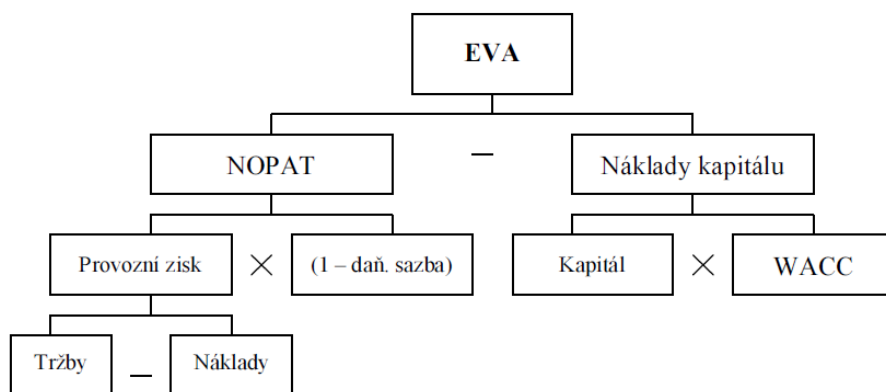 EVA
NOPAT – Náklady kapitálu
Provozní zisk × (1 – daň. sazba) Kapitál × WACC
Tržby – Náklady